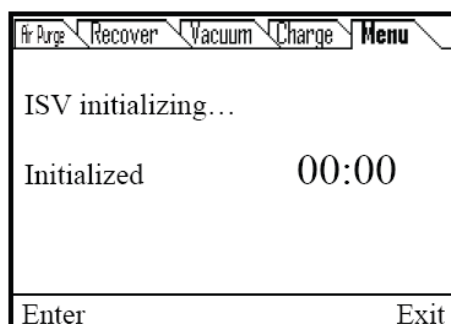 Air Purge Recover Vacuum Charge Menu
ISV initializing…
Initialized 00:00
Enter Exit